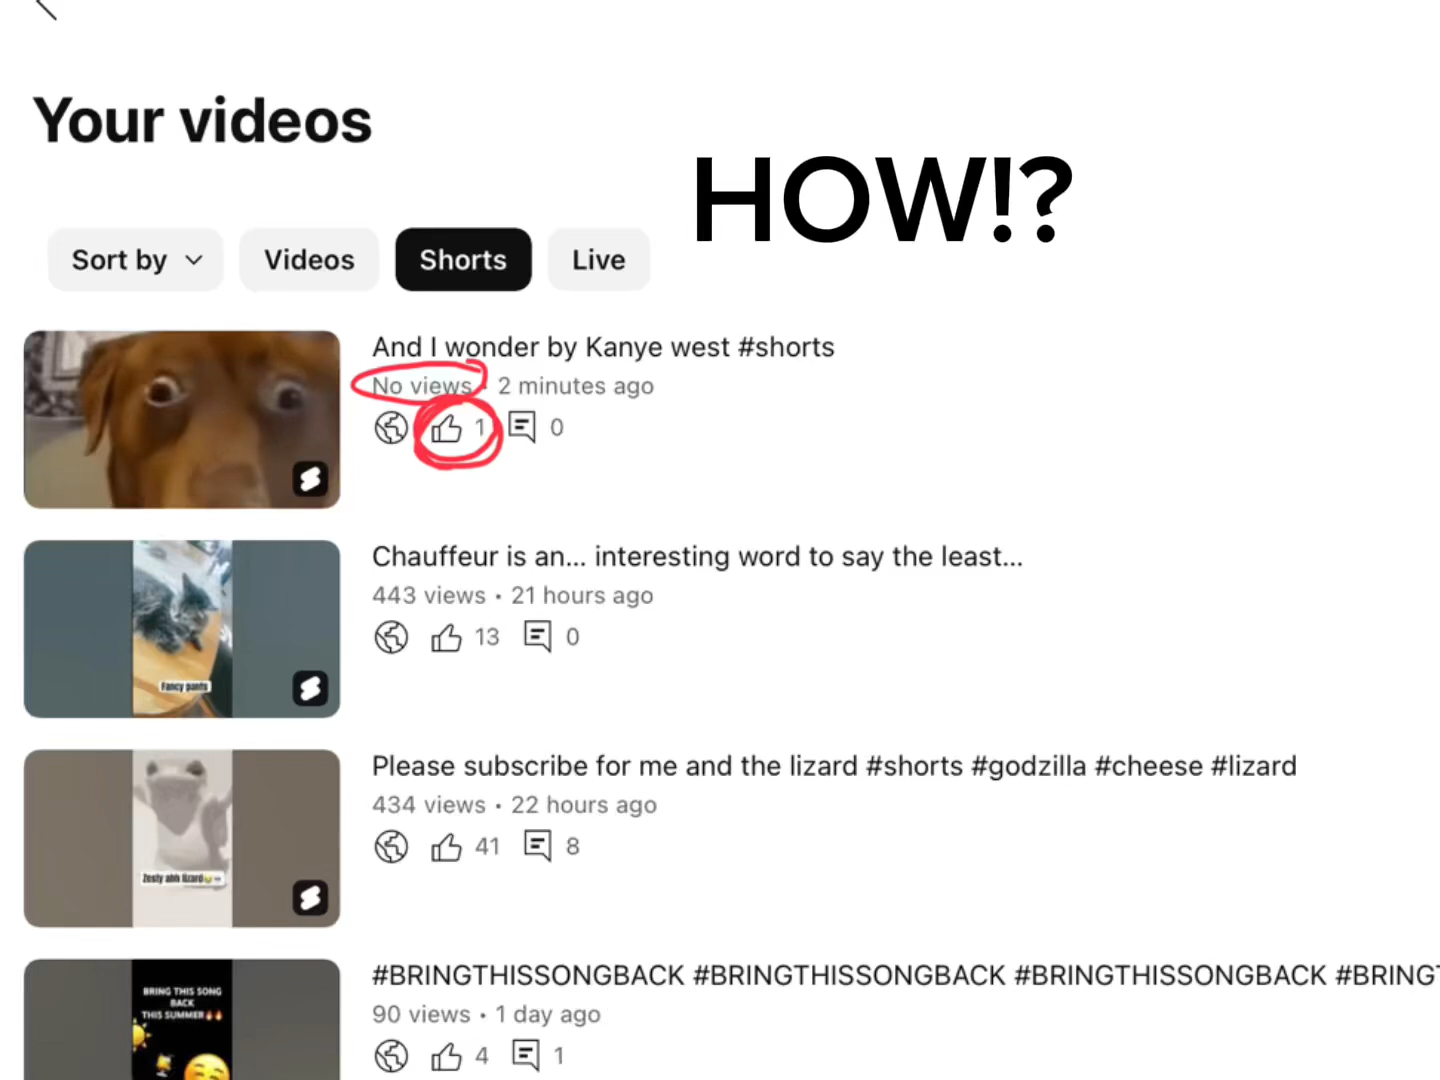 Your videos
HOW!?
Sort by
Videos
Shorts
Live
And I wonder by Kanye west #shorts
No views • 2 minutes ago
1
0
Chauffeur is an... interesting word to say the least...
443 views • 21 hours ago
13
0
Fancy pants
Please subscribe for me and the lizard #shorts #godzilla #cheese #lizard
434 views • 22 hours ago
41
8
Zesty ahh lizard
#BRINGTHISSONGBACK #BRINGTHISSONGBACK #BRINGTHISSONGBACK #BRINGT
90 views • 1 day ago
4
1
BRING THIS SONG
BACK
THIS SUMMER🔥🔥